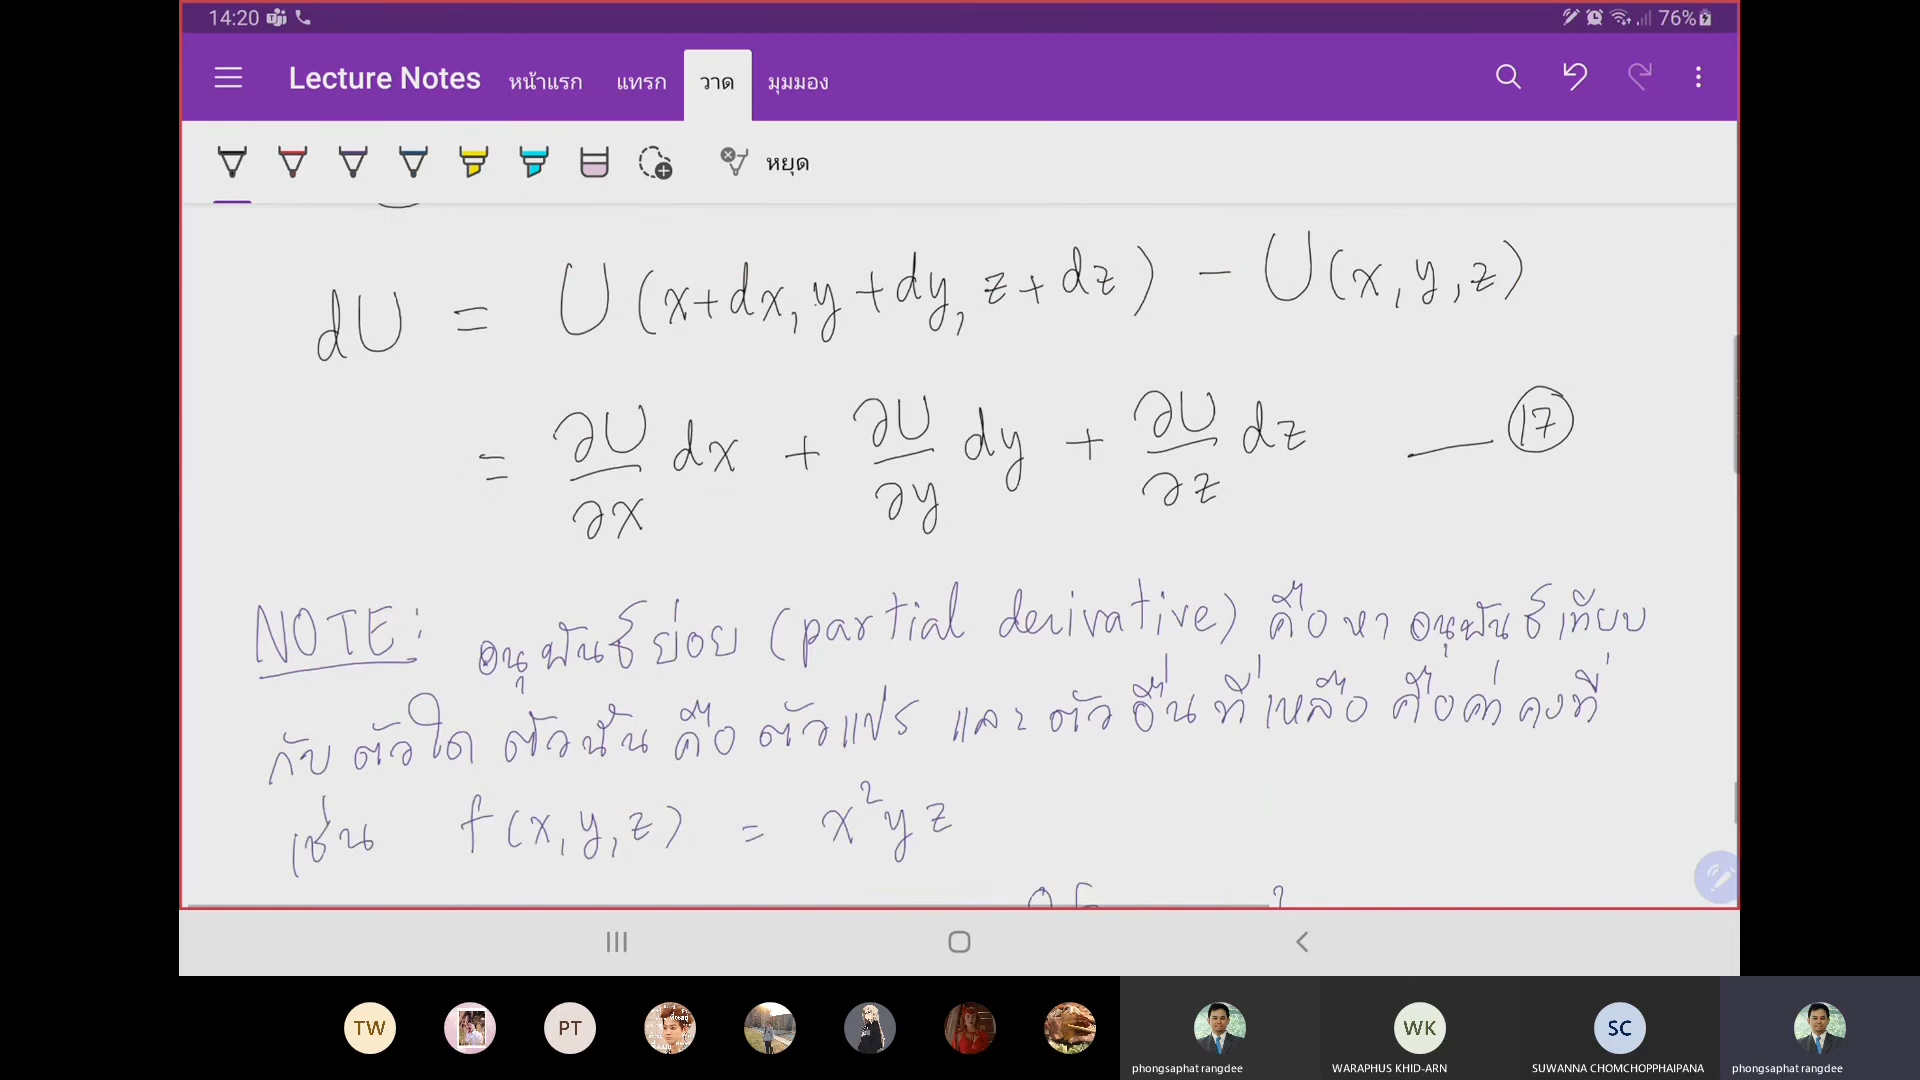 14:20 76%
Lecture Notes หน้าแรก แทรก วาด มุมมอง
หยุด
dU = U(x+dx, y+dy, z+dz) - U(x, y, z)
= ∂U/∂x dx + ∂U/∂y dy + ∂U/∂z dz — 17
NOTE: อนุพันธ์ย่อย (partial derivative) คือหา อนุพันธ์เทียบ
กับ ตัวใด ตัวนั้น คือ ตัวแปร และ ตัวอื่น ที่เหลือ คือค่า คงที่
เช่น f(x, y, z) = x²yz
TW PT WK SC
phongsaphat rangdee WARAPHUS KHID-ARN SUWANNA CHOMCHOPPHAIPANA phongsaphat rangdee